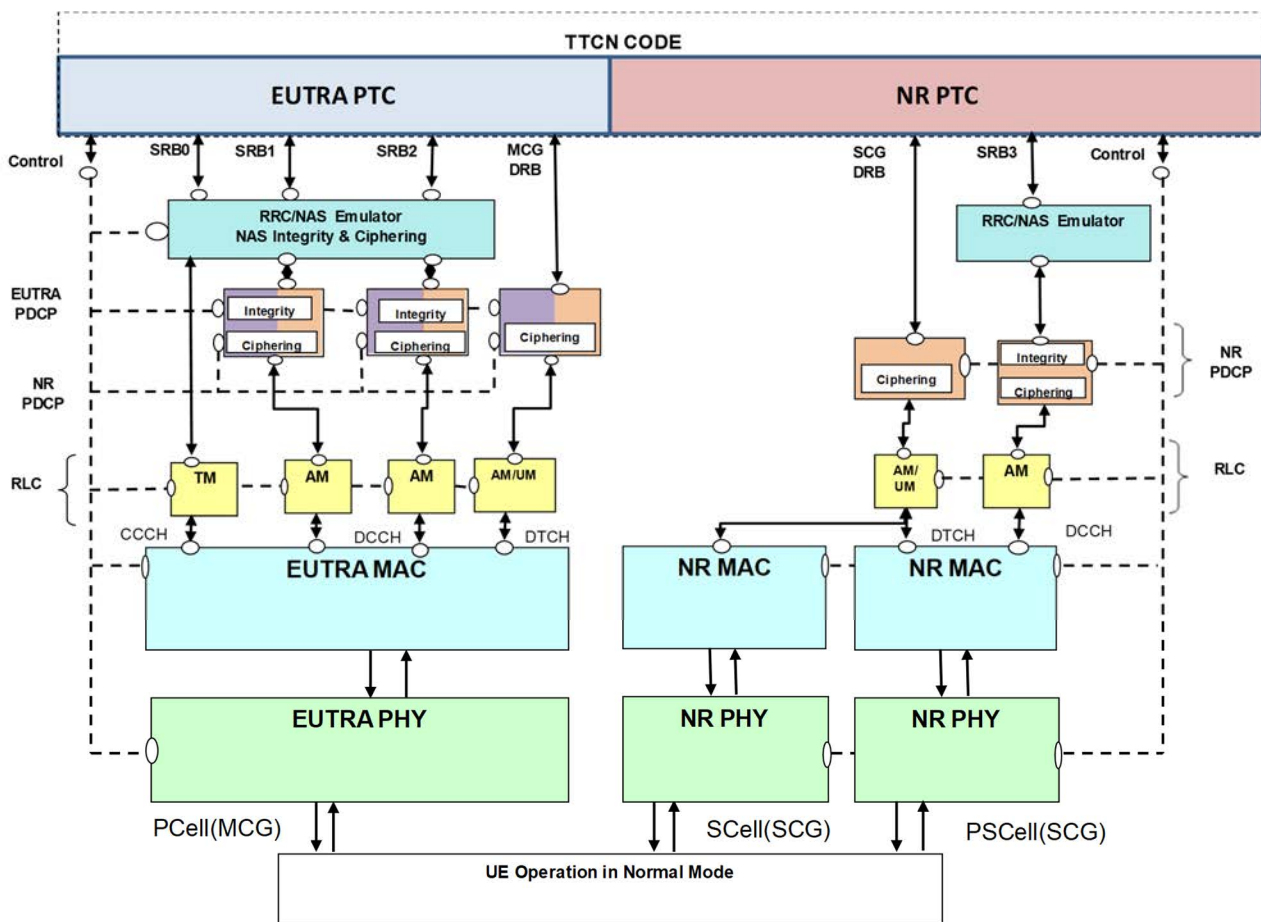 TTCN CODE
EUTRA PTC
NR PTC
Control
SRB0
SRB1
SRB2
MCG
DRB
SCG
DRB
SRB3
Control
RRC/NAS Emulator
NAS Integrity & Ciphering
RRC/NAS Emulator
EUTRA
PDCP
Integrity
Ciphering
Integrity
Ciphering
Ciphering
NR
PDCP
Ciphering
Integrity
Ciphering
NR
PDCP
RLC
TM
AM
AM
AM/UM
AM/
UM
AM
RLC
CCCH
DCCH
DTCH
DTCH
DCCH
EUTRA MAC
NR MAC
NR MAC
EUTRA PHY
NR PHY
NR PHY
PCell(MCG)
SCell(SCG)
PSCell(SCG)
UE Operation in Normal Mode